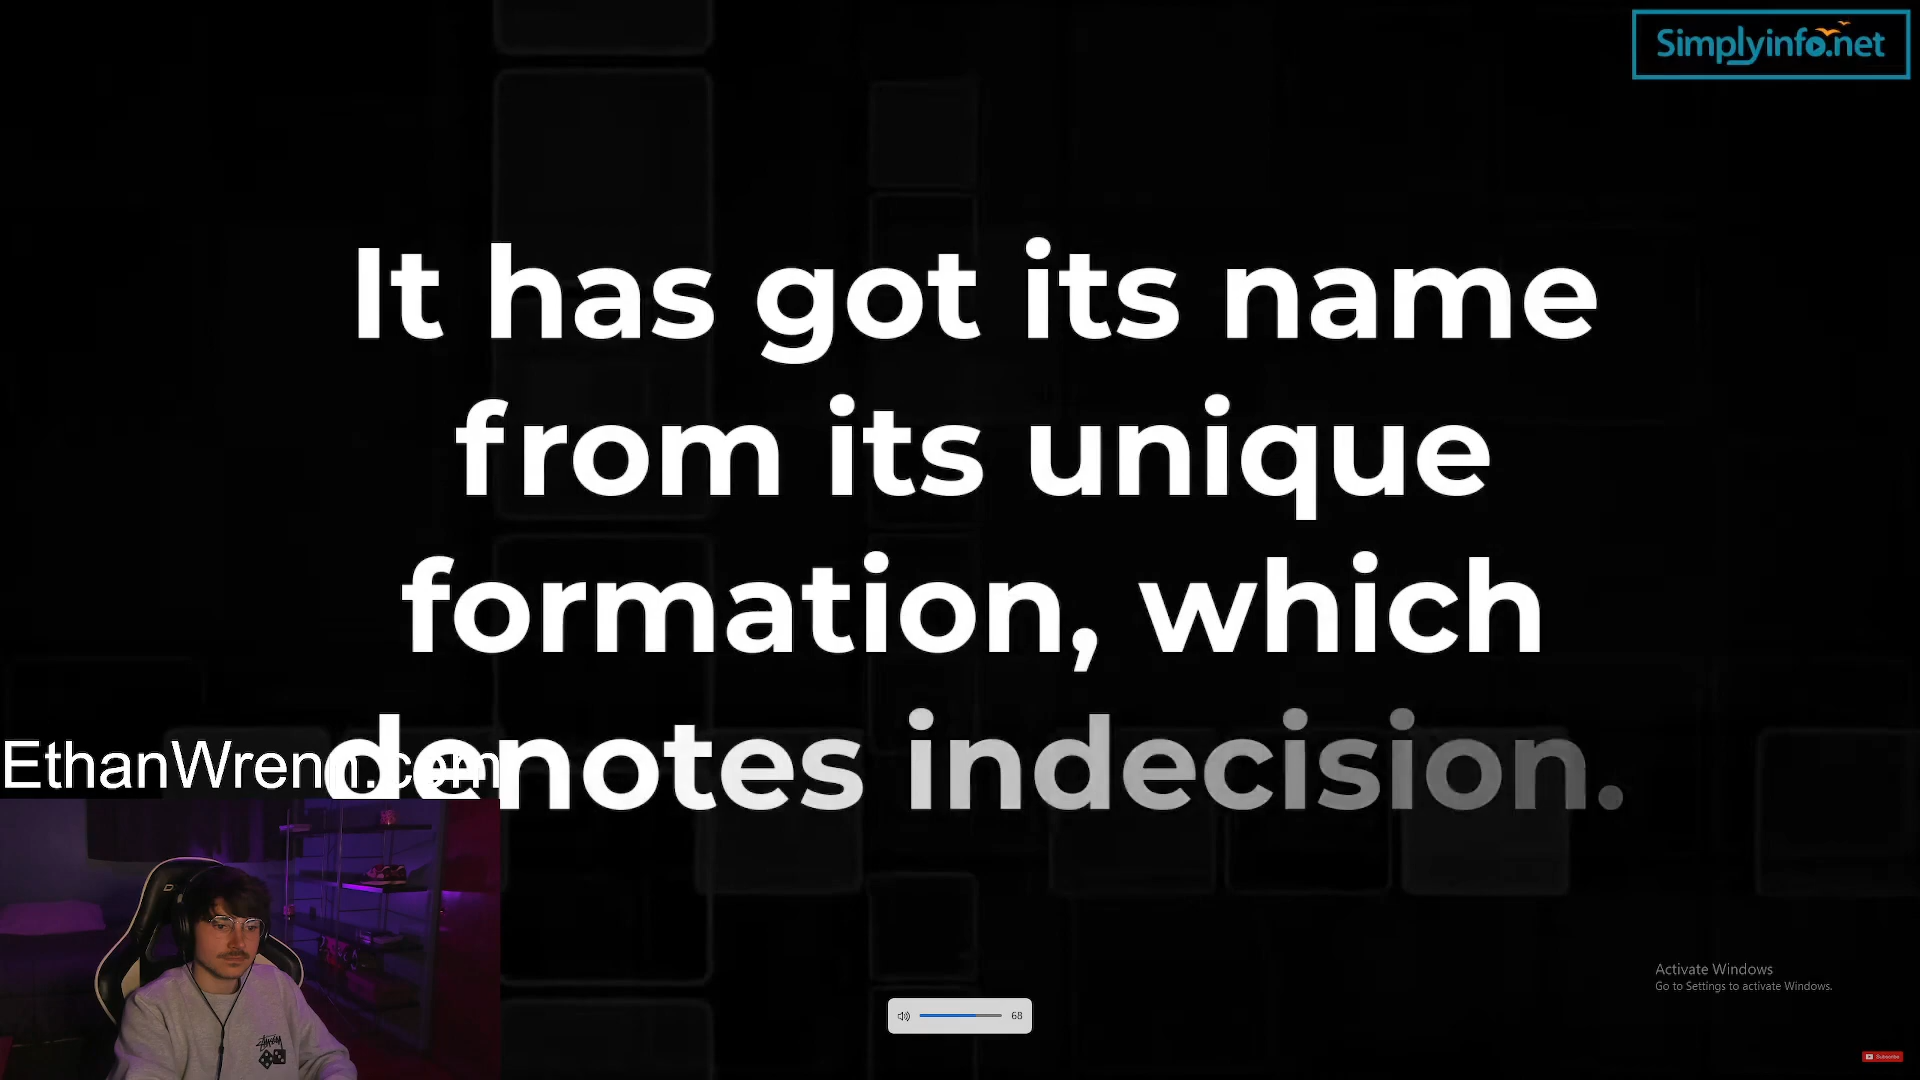 Simplyinfo.net
It has got its name
from its unique
formation, which
denotes indecision.
EthanWrenn.com
Activate Windows
Go to Settings to activate Windows.
68
Subscribe